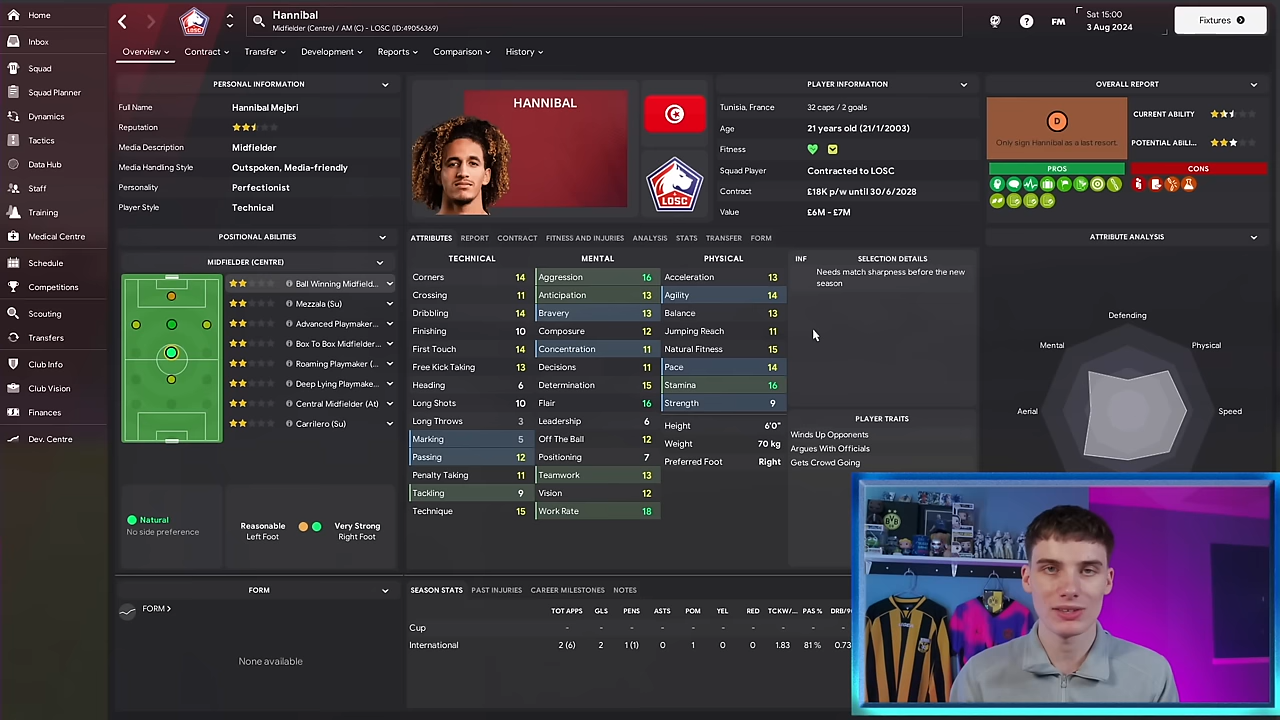 Home
Inbox
Squad
Squad Planner
Dynamics
Tactics
Data Hub
Staff
Training
Medical Centre
Schedule
Competitions
Scouting
Transfers
Club Info
Club Vision
Finances
Dev. Centre
LOSC
Hannibal
Midfielder (Centre) / AM (C) - LOSC (ID:49056369)
FM
Sat 15:00
3 Aug 2024
Fixtures
Overview
Contract
Transfer
Development
Reports
Comparison
History
PERSONAL INFORMATION
Full Name Hannibal Mejbri
Reputation
Media Description Midfielder
Media Handling Style Outspoken, Media-friendly
Personality Perfectionist
Player Style Technical
HANNIBAL
LOSC
PLAYER INFORMATION
Tunisia, France 32 caps / 2 goals
Age 21 years old (21/1/2003)
Fitness
Squad Player Contracted to LOSC
Contract £18K p/w until 30/6/2028
Value £6M - £7M
OVERALL REPORT
D
Only sign Hannibal as a last resort.
CURRENT ABILITY
POTENTIAL ABILI...
PROS
CONS
POSITIONAL ABILITIES
MIDFIELDER (CENTRE)
Ball Winning Midfield...
Mezzala (Su)
Advanced Playmaker...
Box To Box Midfielder...
Roaming Playmaker (...
Deep Lying Playmake...
Central Midfielder (At)
Carrilero (Su)
Natural
No side preference
Reasonable
Left Foot
Very Strong
Right Foot
ATTRIBUTES REPORT CONTRACT FITNESS AND INJURIES ANALYSIS STATS TRANSFER FORM
TECHNICAL
Corners 14
Crossing 11
Dribbling 14
Finishing 10
First Touch 14
Free Kick Taking 13
Heading 6
Long Shots 10
Long Throws 3
Marking 5
Passing 12
Penalty Taking 11
Tackling 9
Technique 15
MENTAL
Aggression 16
Anticipation 13
Bravery 13
Composure 12
Concentration 11
Decisions 11
Determination 15
Flair 16
Leadership 6
Off The Ball 12
Positioning 7
Teamwork 13
Vision 12
Work Rate 18
PHYSICAL
Acceleration 13
Agility 14
Balance 13
Jumping Reach 11
Natural Fitness 15
Pace 14
Stamina 16
Strength 9
Height 6'0"
Weight 70 kg
Preferred Foot Right
INF SELECTION DETAILS
Needs match sharpness before the new
season
PLAYER TRAITS
Winds Up Opponents
Argues With Officials
Gets Crowd Going
ATTRIBUTE ANALYSIS
Defending
Mental
Physical
Aerial
Speed
FORM
FORM
None available
SEASON STATS PAST INJURIES CAREER MILESTONES NOTES
TOT APPS GLS PENS ASTS POM YEL RED TCKW/... PAS % DRB/9
Cup - - - - - - - - - -
International 2 (6) 2 1 (1) 0 1 0 0 1.83 81 % 0.73
BVB